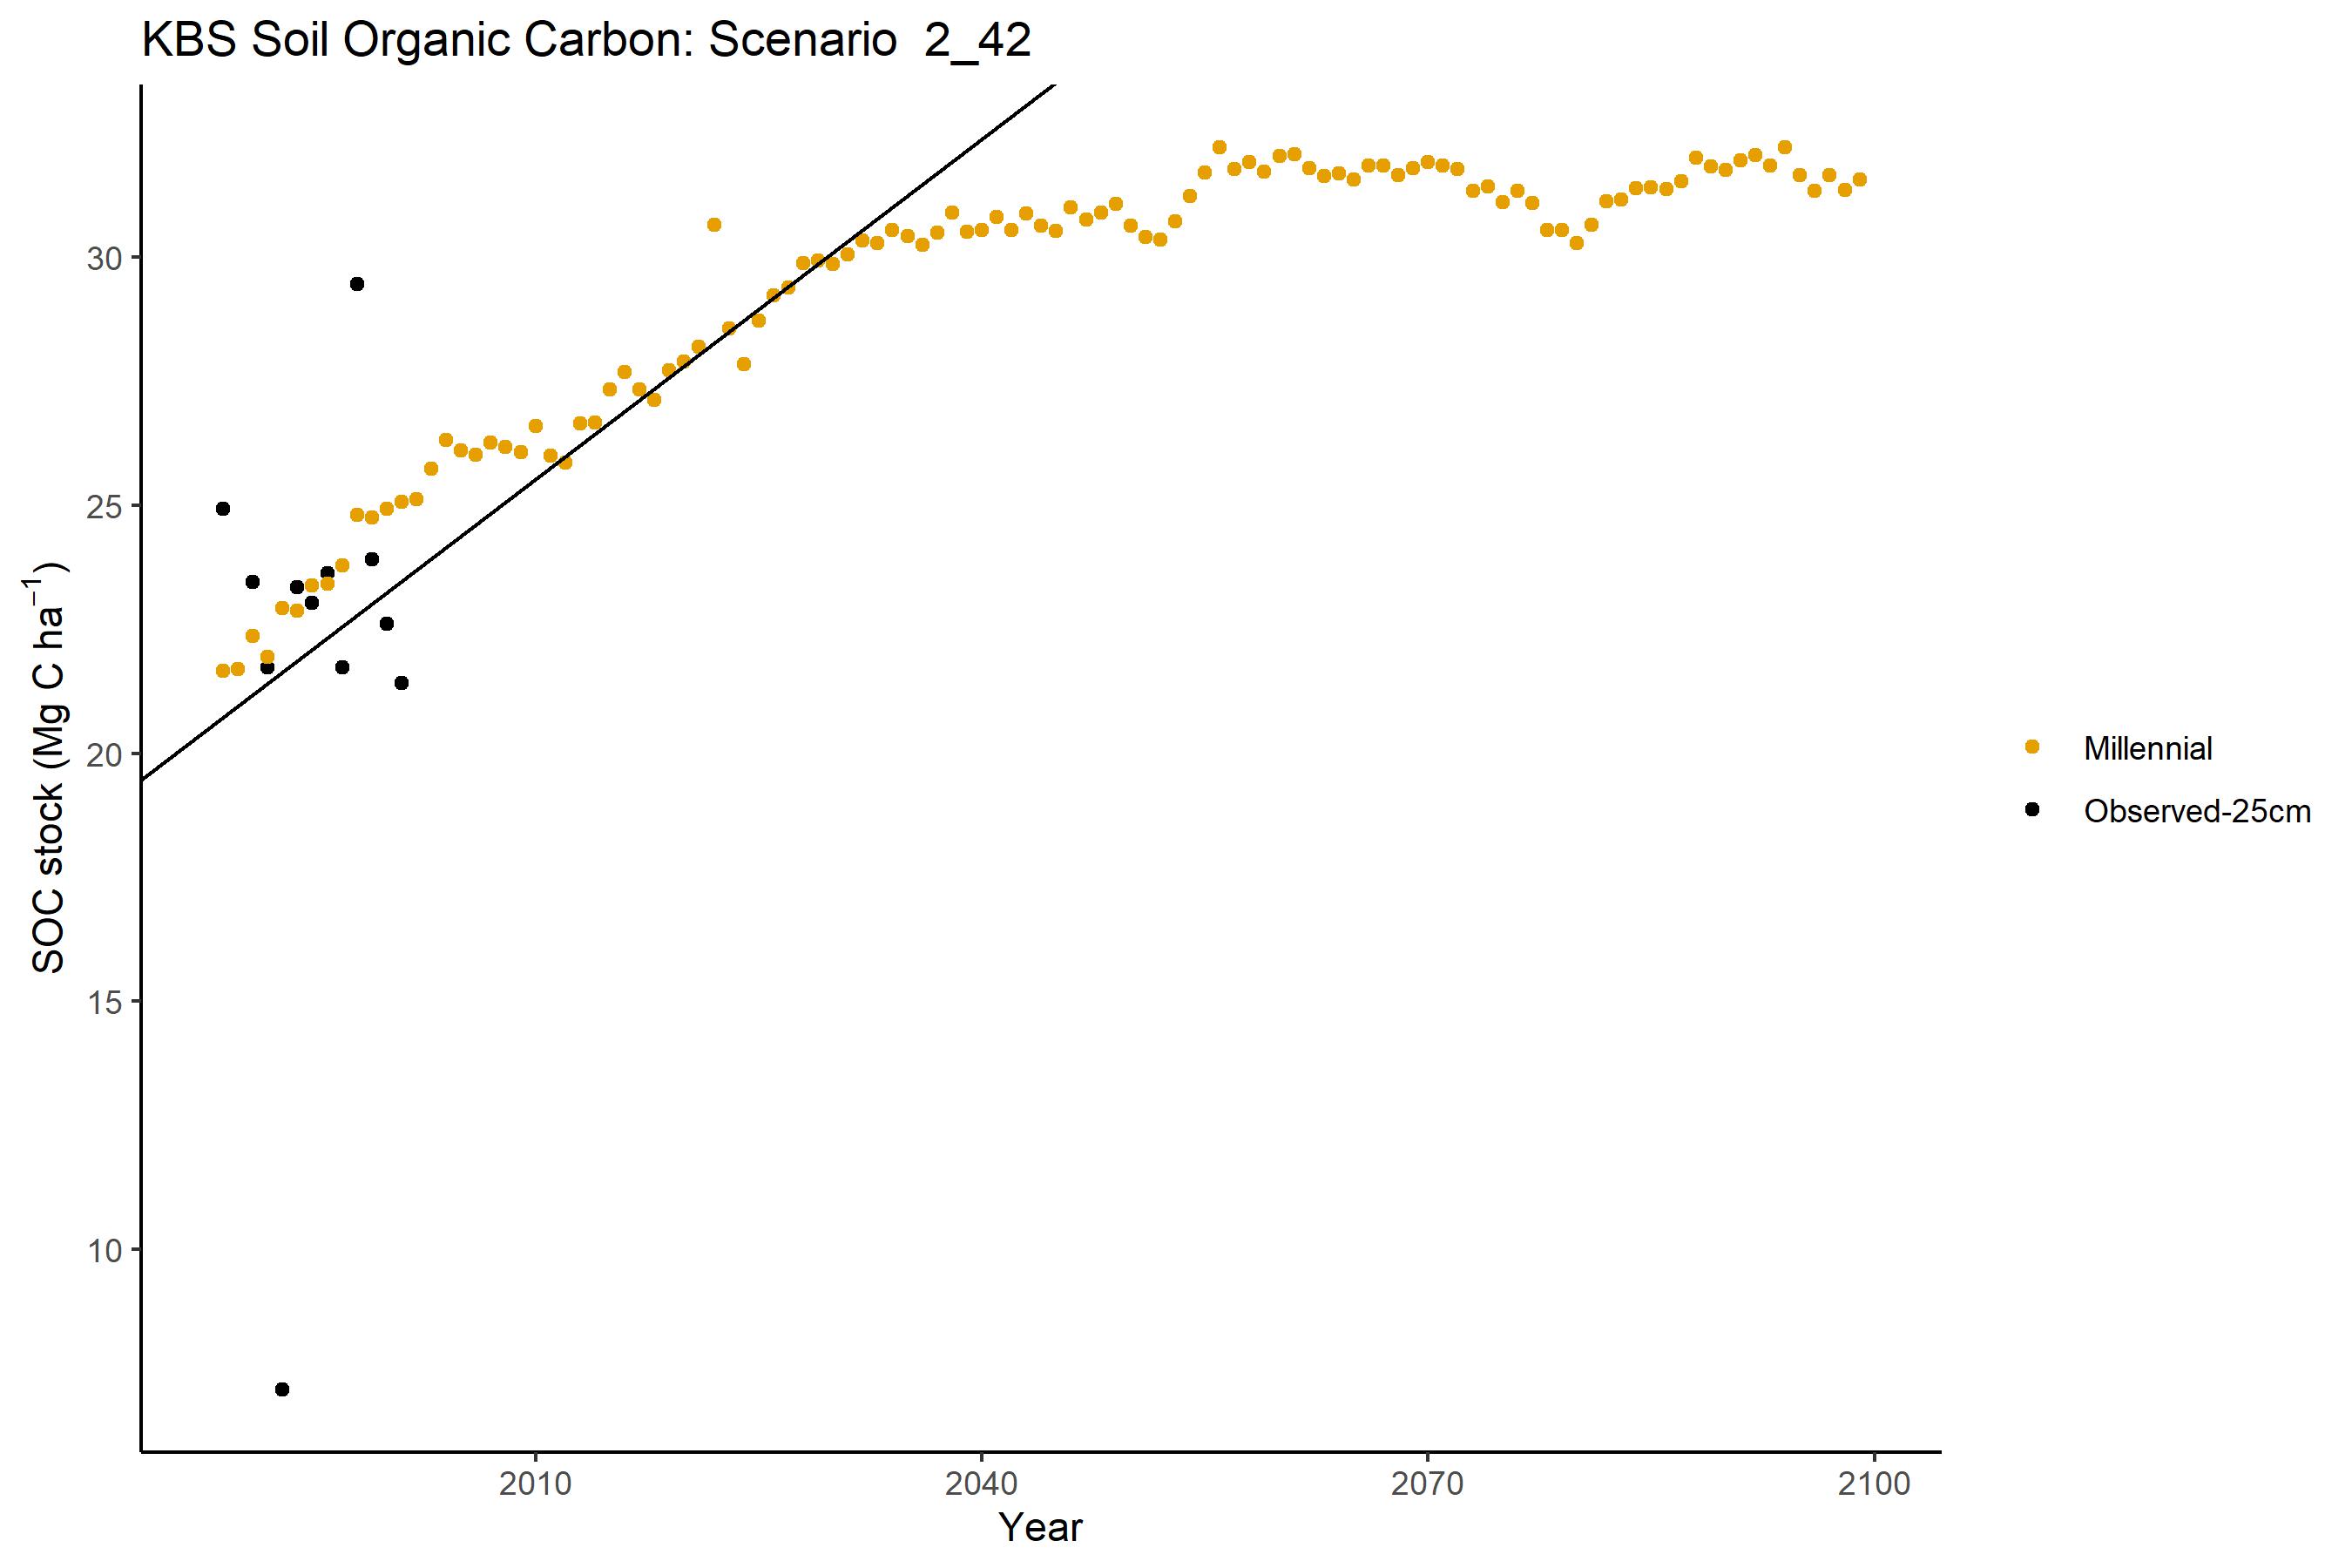 KBS Soil Organic Carbon: Scenario  2_42
SOC stock (Mg C ha⁻¹)
30
25
20
15
10
2010
2040
2070
2100
Year
Millennial
Observed-25cm